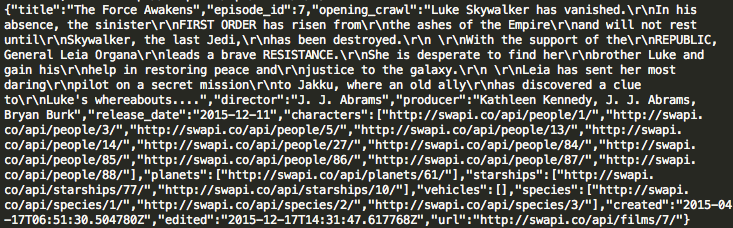 {"title":"The Force Awakens","episode_id":7,"opening_crawl":"Luke Skywalker has vanished.\r\nIn his
absence, the sinister\r\nFIRST ORDER has risen from\r\nthe ashes of the Empire\r\nand will not rest
until\r\nSkywalker, the last Jedi,\r\nhas been destroyed.\r\n \r\nWith the support of the\r\nREPUBLIC,
General Leia Organa\r\nleads a brave RESISTANCE.\r\nShe is desperate to find her\r\nbrother Luke and
gain his\r\nhelp in restoring peace and\r\njustice to the galaxy.\r\n \r\nLeia has sent her most
daring\r\npilot on a secret mission\r\nto Jakku, where an old ally\r\nhas discovered a clue
to\r\nLuke's whereabouts....","director":"J. J. Abrams","producer":"Kathleen Kennedy, J. J. Abrams,
Bryan Burk","release_date":"2015-12-11","characters":["http://swapi.co/api/people/1/","http://swapi.
co/api/people/3/","http://swapi.co/api/people/5/","http://swapi.co/api/people/13/","http://swapi.
co/api/people/14/","http://swapi.co/api/people/27/","http://swapi.co/api/people/84/","http://swapi.
co/api/people/85/","http://swapi.co/api/people/86/","http://swapi.co/api/people/87/","http://swapi.
co/api/people/88/"],"planets":["http://swapi.co/api/planets/61/"],"starships":["http://swapi.
co/api/starships/77/","http://swapi.co/api/starships/10/"],"vehicles":[],"species":["http://swapi.
co/api/species/1/","http://swapi.co/api/species/2/","http://swapi.co/api/species/3/"],"created":"2015-04
-17T06:51:30.504780Z","edited":"2015-12-17T14:31:47.617768Z","url":"http://swapi.co/api/films/7/"}